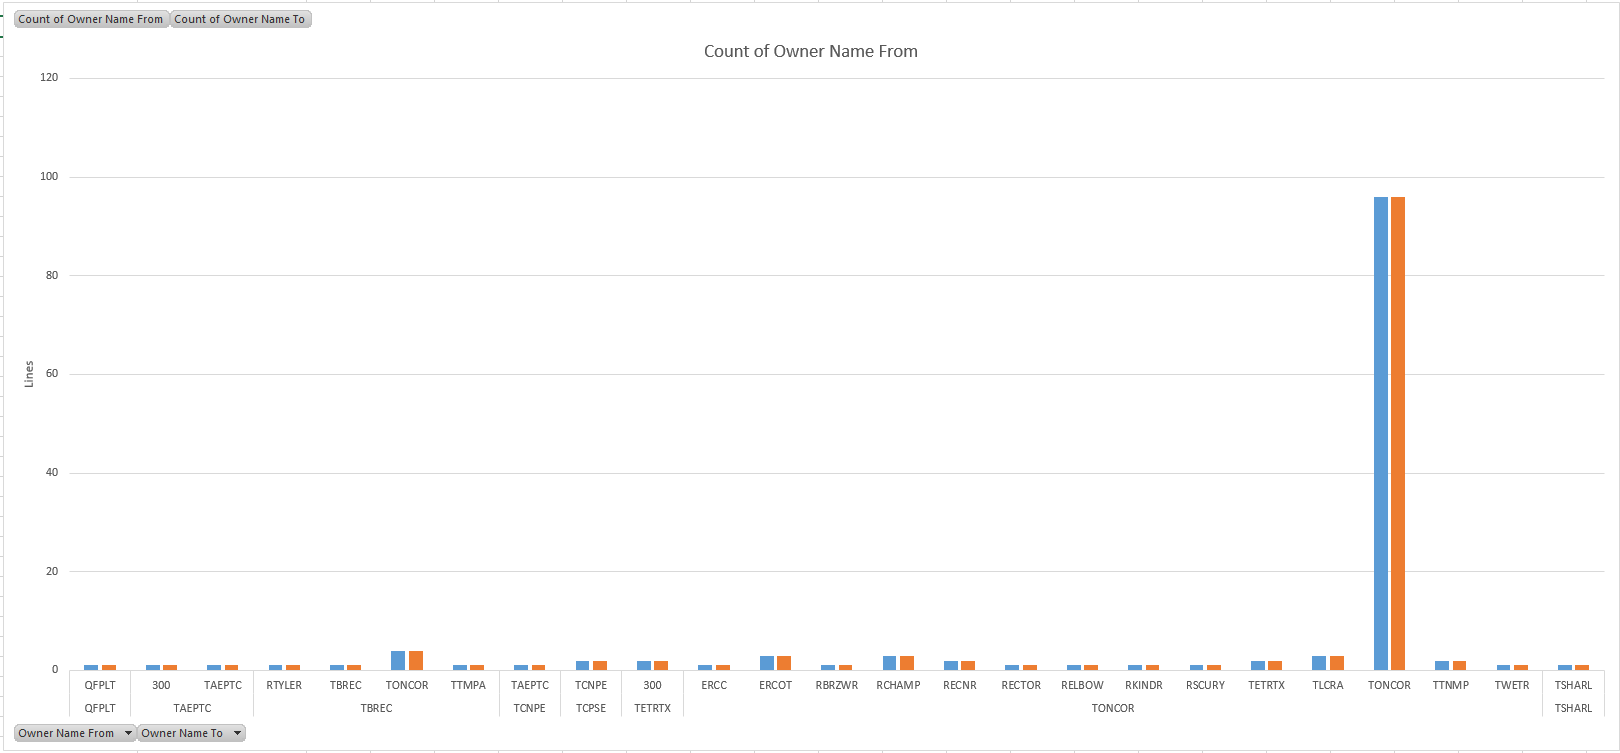 Count of Owner Name From Count of Owner Name To
Count of Owner Name From
120
100
80
60
40
20
0
Lines
QFPLT 300 TAEPTC RTYLER TBREC TONCOR TTMPA TAEPTC TCNPE 300 ERCC ERCOT RBRZWR RCHAMP RECNR RECTOR RELBOW RKINDR RSCURY TETRTX TLCRA TONCOR TTNMP TWETR TSHARL
QFPLT TAEPTC TBREC TCNPE TCPSE TETRTX TONCOR TSHARL
Owner Name From Owner Name To